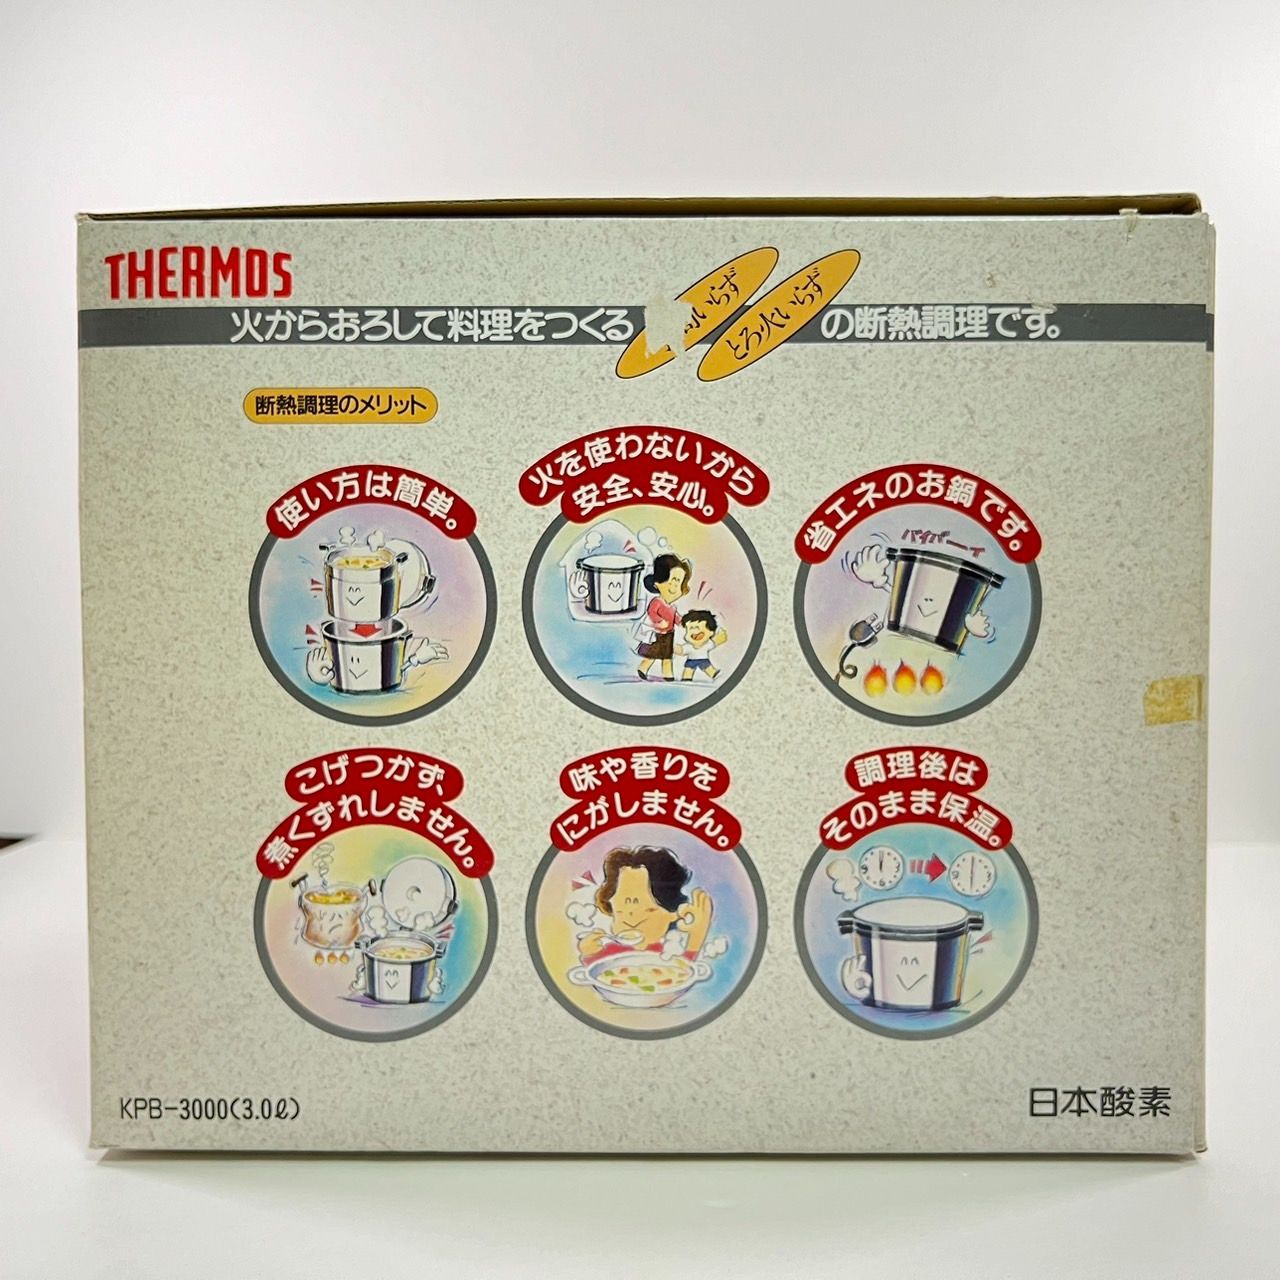 THERMOS
火からおろして料理をつくる
いらず
とろ火いらず
の断熱調理です。
断熱調理のメリット
使い方は簡単。
火を使わないから
安全、安心。
省エネのお鍋です。
バイバーイ
こげつかず、
煮くずれしません。
味や香りを
にがしません。
調理後は
そのまま保温。
KPB-3000(3.0ℓ)
日本酸素